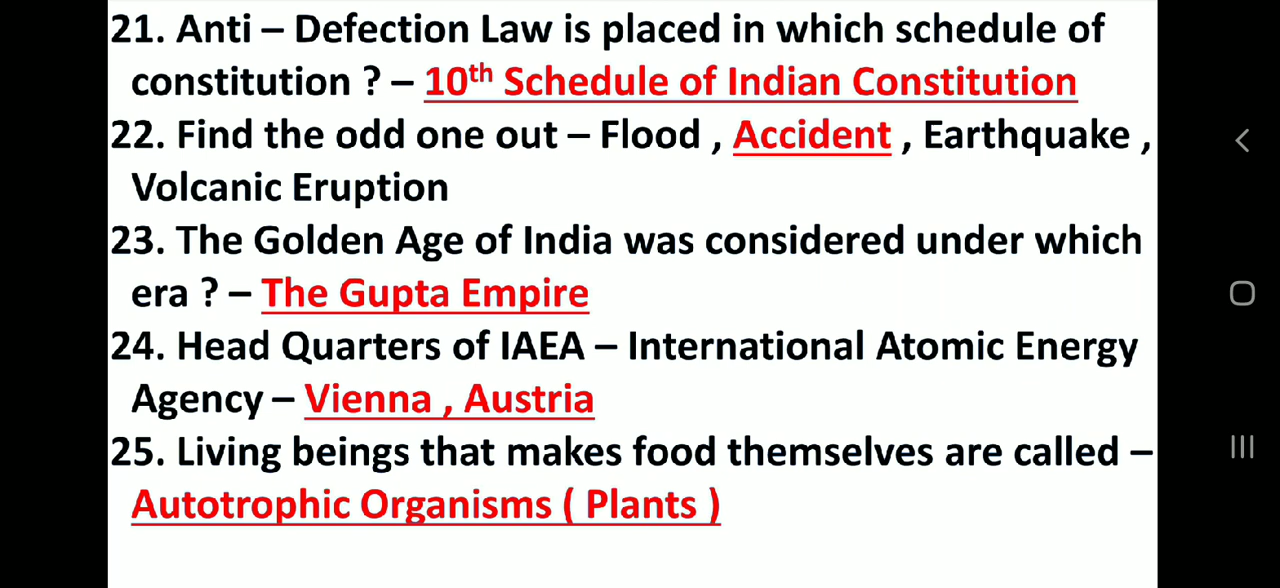 21. Anti – Defection Law is placed in which schedule of
constitution ? – 10th Schedule of Indian Constitution
22. Find the odd one out – Flood , Accident , Earthquake ,
Volcanic Eruption
23. The Golden Age of India was considered under which
era ? – The Gupta Empire
24. Head Quarters of IAEA – International Atomic Energy
Agency – Vienna , Austria
25. Living beings that makes food themselves are called –
Autotrophic Organisms ( Plants )